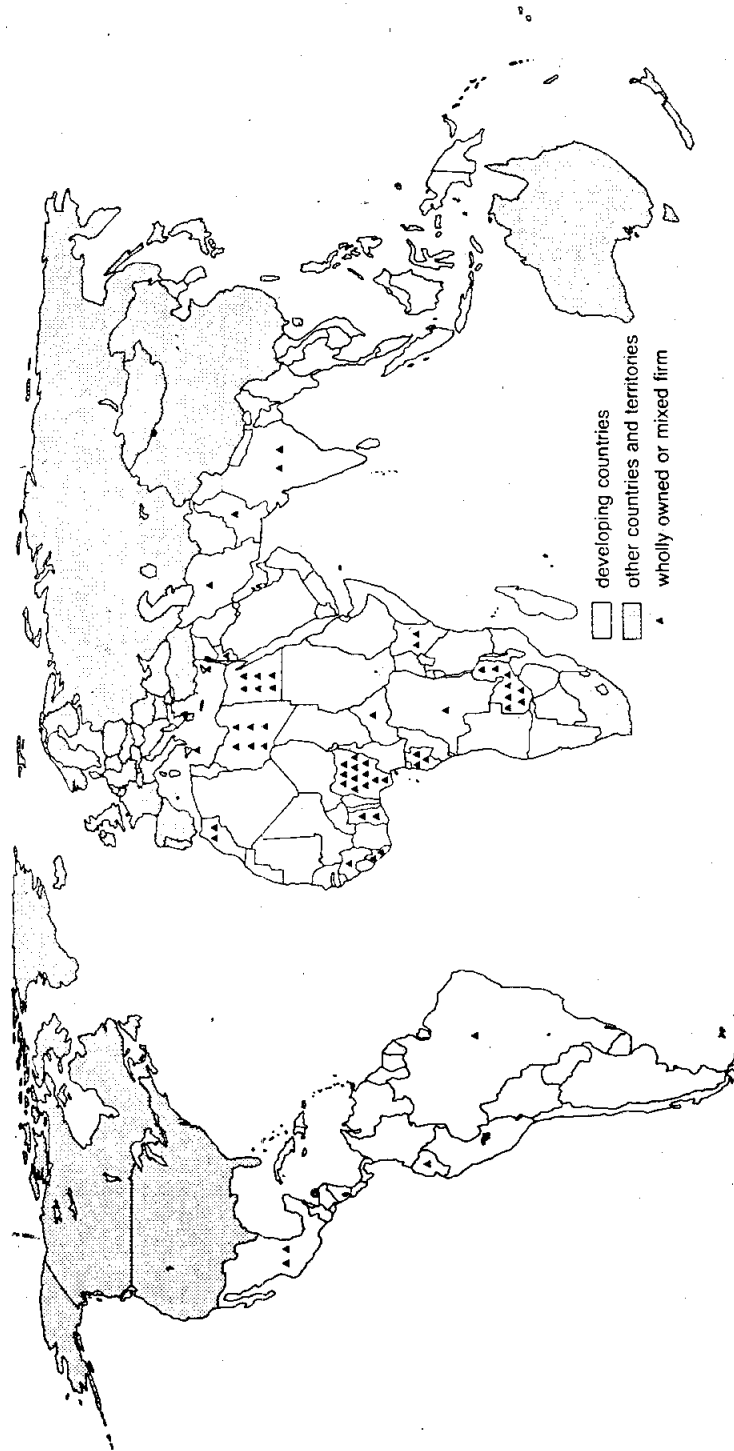 developing countries
other countries and territories
wholly owned or mixed firm